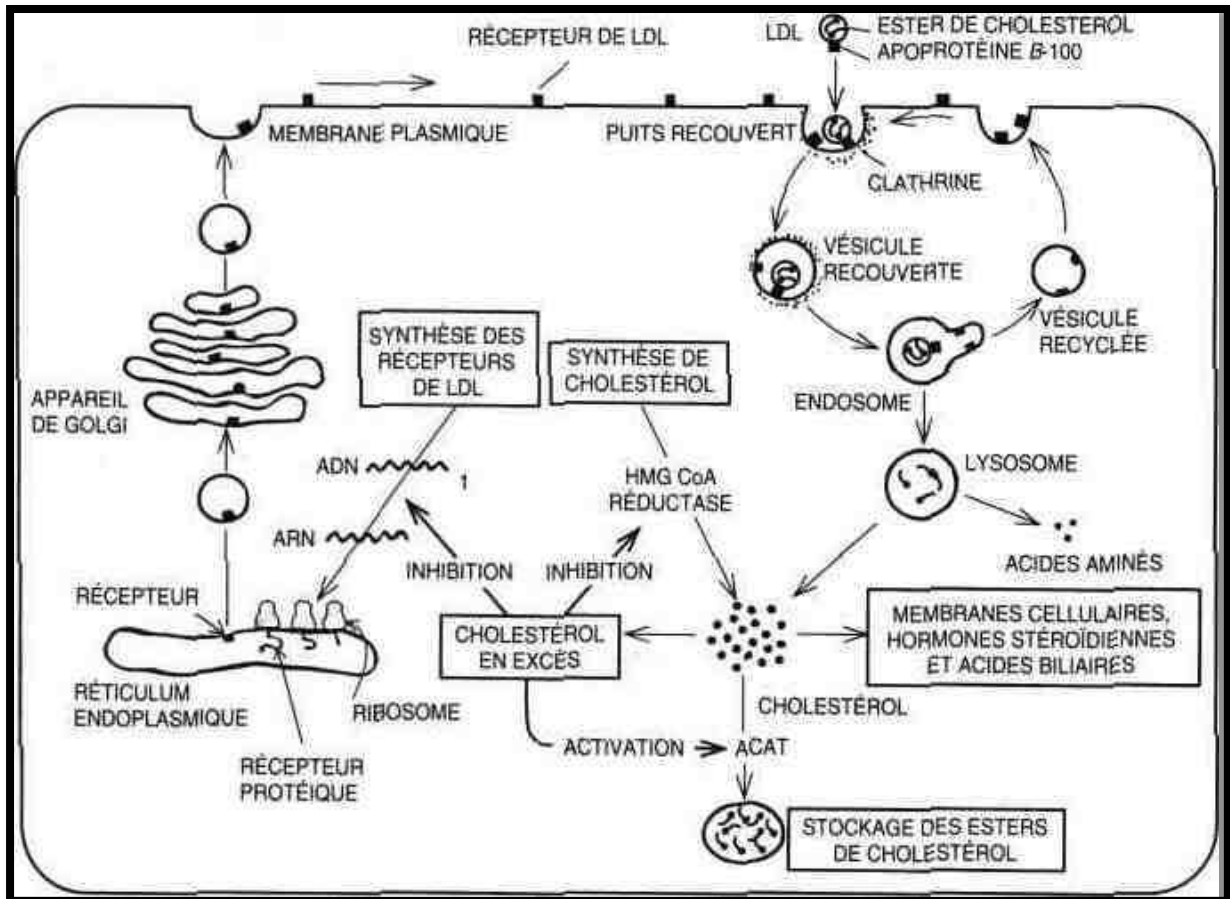 RÉCEPTEUR DE LDL
LDL
ESTER DE CHOLESTÉROL
APOPROTÉINE B-100
MEMBRANE PLASMIQUE
PUITS RECOUVERT
CLATHRINE
VÉSICULE
RECOUVERTE
VÉSICULE
RECYCLÉE
ENDOSOME
LYSOSOME
ACIDES AMINÉS
APPAREIL
DE GOLGI
SYNTHÈSE DES
RÉCEPTEURS
DE LDL
SYNTHÈSE DE
CHOLESTÉROL
ADN
1
ARN
HMG CoA
RÉDUCTASE
INHIBITION
INHIBITION
RÉCEPTEUR
CHOLESTÉROL
EN EXCÈS
MEMBRANES CELLULAIRES,
HORMONES STÉROÏDIENNES
ET ACIDES BILIAIRES
RÉTICULUM
ENDOPLASMIQUE
RIBOSOME
CHOLESTÉROL
ACTIVATION
ACAT
RÉCEPTEUR
PROTÉIQUE
STOCKAGE DES ESTERS
DE CHOLESTÉROL